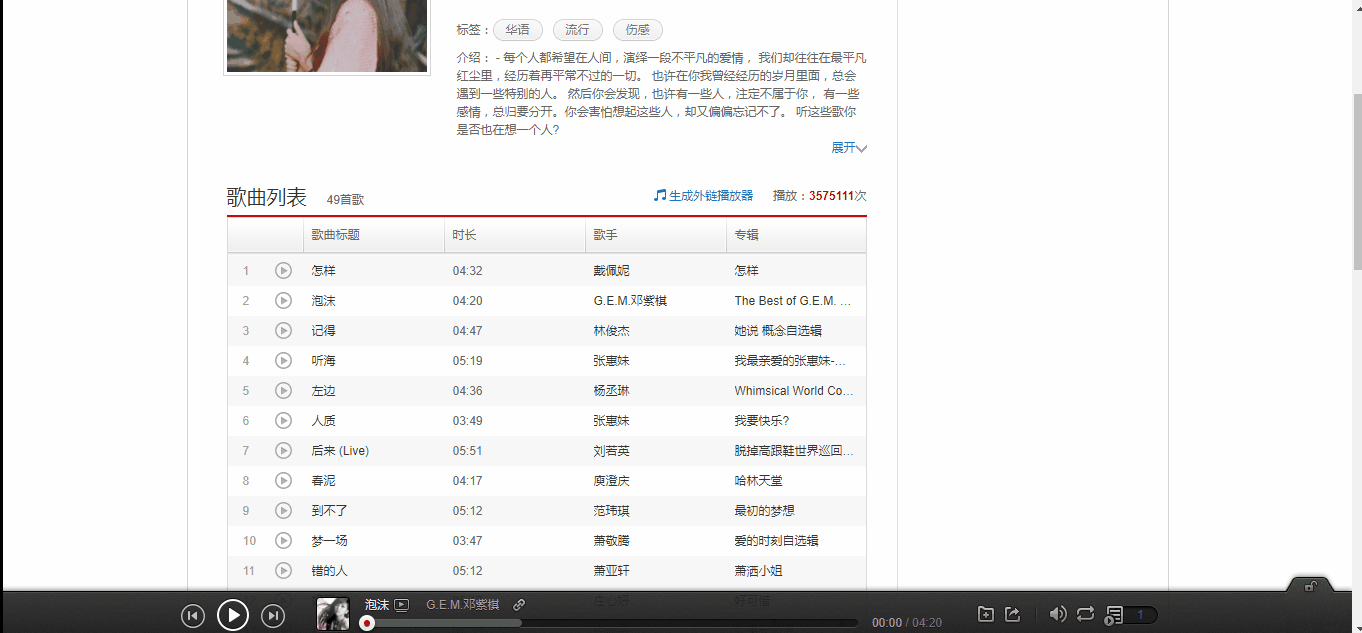 标签： 华语 流行 伤感
介绍： - 每个人都希望在人间，演绎一段不平凡的爱情， 我们却往往在最平凡
红尘里，经历着再平常不过的一切。 也许在你我曾经经历的岁月里面，总会
遇到一些特别的人。 然后你会发现，也许有一些人，注定不属于你， 有一些
感情，总归要分开。你会害怕想起这些人，却又偏偏忘记不了。 听这些歌你
是否也在想一个人?
展开
歌曲列表 49首歌 生成外链播放器 播放：3575111次
歌曲标题 时长 歌手 专辑
1 怎样 04:32 戴佩妮 怎样
2 泡沫 04:20 G.E.M.邓紫棋 The Best of G.E.M. ...
3 记得 04:47 林俊杰 她说 概念自选辑
4 听海 05:19 张惠妹 我最亲爱的张惠妹-...
5 左边 04:36 杨丞琳 Whimsical World Co...
6 人质 03:49 张惠妹 我要快乐?
7 后来 (Live) 05:51 刘若英 脱掉高跟鞋世界巡回...
8 春泥 04:17 庾澄庆 哈林天堂
9 到不了 05:12 范玮琪 最初的梦想
10 梦一场 03:47 萧敬腾 爱的时刻自选辑
11 错的人 05:12 萧亚轩 萧洒小姐
泡沫 G.E.M.邓紫棋
00:00 / 04:20 1